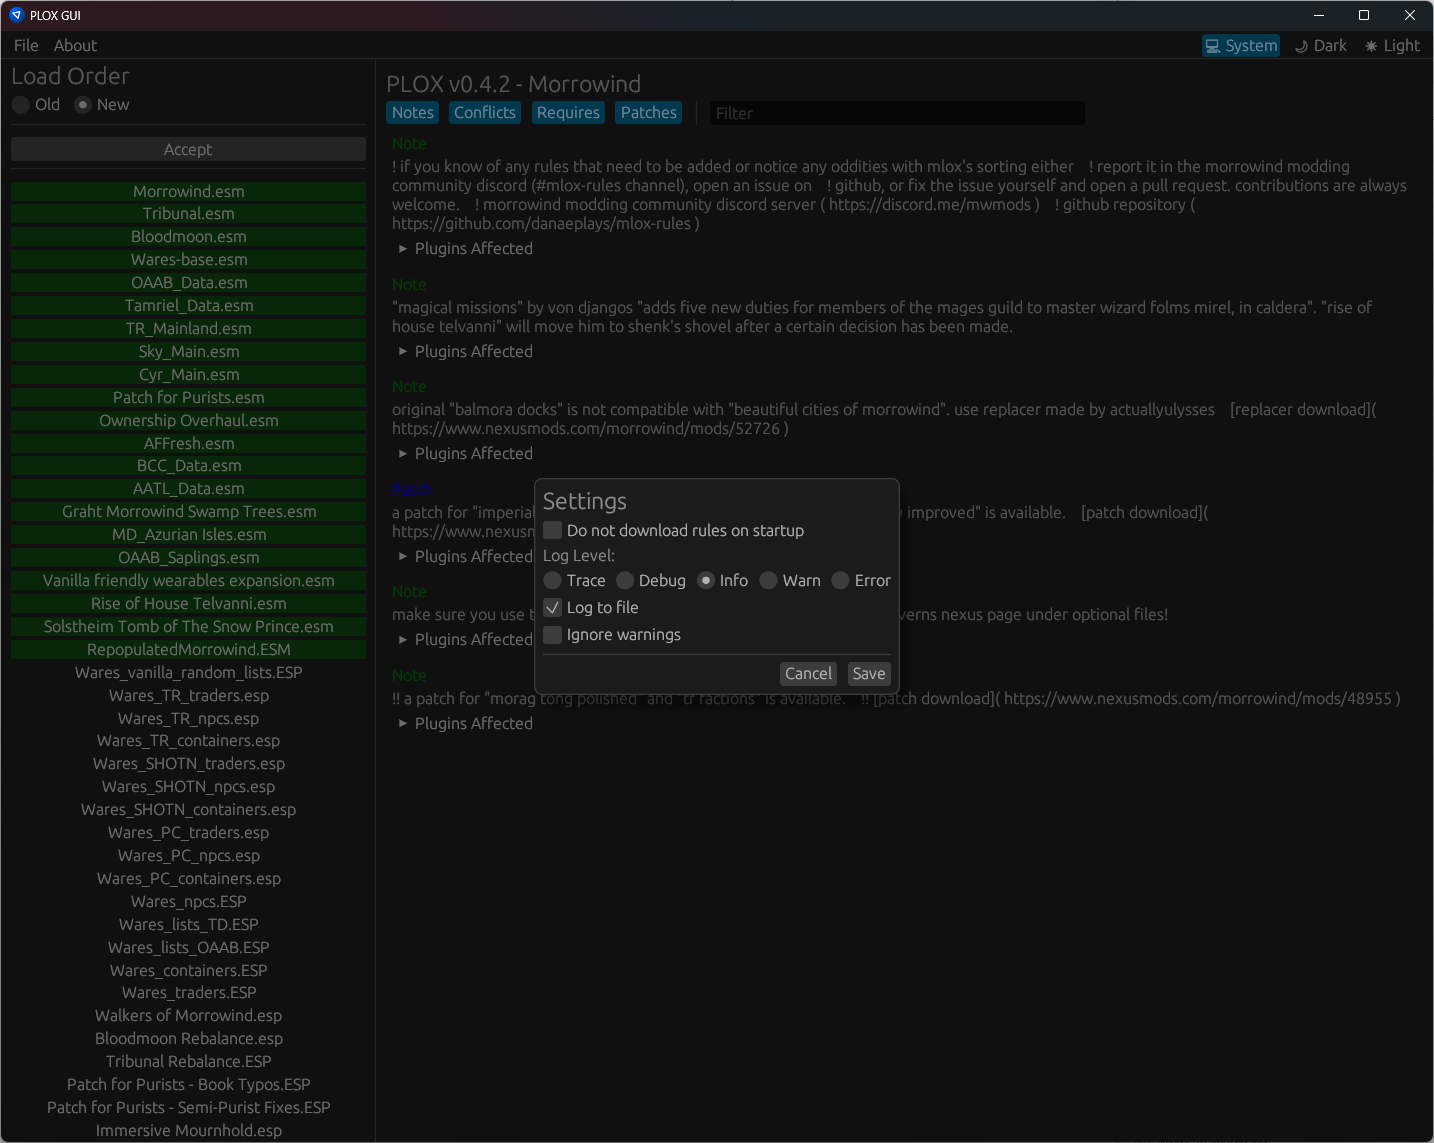 PLOX GUI
File About
System Dark Light
Load Order
Old New
Accept
Morrowind.esm
Tribunal.esm
Bloodmoon.esm
Wares-base.esm
OAAB_Data.esm
Tamriel_Data.esm
TR_Mainland.esm
Sky_Main.esm
Cyr_Main.esm
Patch for Purists.esm
Ownership Overhaul.esm
AFFresh.esm
BCC_Data.esm
AATL_Data.esm
Graht Morrowind Swamp Trees.esm
MD_Azurian Isles.esm
OAAB_Saplings.esm
Vanilla friendly wearables expansion.esm
Rise of House Telvanni.esm
Solstheim Tomb of The Snow Prince.esm
RepopulatedMorrowind.ESM
Wares_vanilla_random_lists.ESP
Wares_TR_traders.esp
Wares_TR_npcs.esp
Wares_TR_containers.esp
Wares_SHOTN_traders.esp
Wares_SHOTN_npcs.esp
Wares_SHOTN_containers.esp
Wares_PC_traders.esp
Wares_PC_npcs.esp
Wares_PC_containers.esp
Wares_npcs.ESP
Wares_lists_TD.ESP
Wares_lists_OAAB.ESP
Wares_containers.ESP
Wares_traders.ESP
Walkers of Morrowind.esp
Bloodmoon Rebalance.esp
Tribunal Rebalance.ESP
Patch for Purists - Book Typos.ESP
Patch for Purists - Semi-Purist Fixes.ESP
Immersive Mournhold.esp
PLOX v0.4.2 - Morrowind
Notes Conflicts Requires Patches Filter
Note
! if you know of any rules that need to be added or notice any oddities with mlox's sorting either ! report it in the morrowind modding
community discord (#mlox-rules channel), open an issue on ! github, or fix the issue yourself and open a pull request. contributions are always
welcome. ! morrowind modding community discord server ( https://discord.me/mwmods ) ! github repository (
https://github.com/danaeplays/mlox-rules )
Plugins Affected
Note
"magical missions" by von djangos "adds five new duties for members of the mages guild to master wizard folms mirel, in caldera". "rise of
house telvanni" will move him to shenk's shovel after a certain decision has been made.
Plugins Affected
Note
original "balmora docks" is not compatible with "beautiful cities of morrowind". use replacer made by actuallyulysses [replacer download](
https://www.nexusmods.com/morrowind/mods/52726 )
Plugins Affected
Patch
a patch for "imperial improved" is available. [patch download](
https://www.nexusm
Plugins Affected
Note
make sure you use verns nexus page under optional files!
Plugins Affected
Note
!! a patch for "morag tong polished" and "tr factions" is available. !! [patch download]( https://www.nexusmods.com/morrowind/mods/48955 )
Plugins Affected
Settings
Do not download rules on startup
Log Level:
Trace Debug Info Warn Error
Log to file
Ignore warnings
Cancel Save